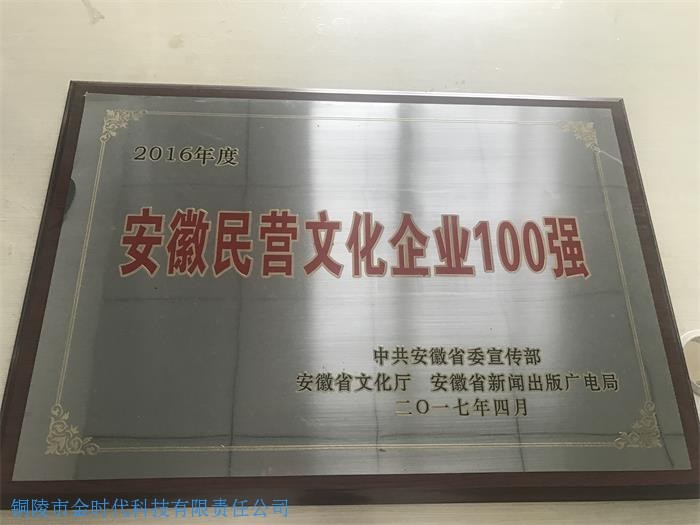 2016年度
安徽民营文化企业100强
中共安徽省委宣传部
安徽省文化厅 安徽省新闻出版广电局
二〇一七年四月
铜陵市金时代科技有限责任公司